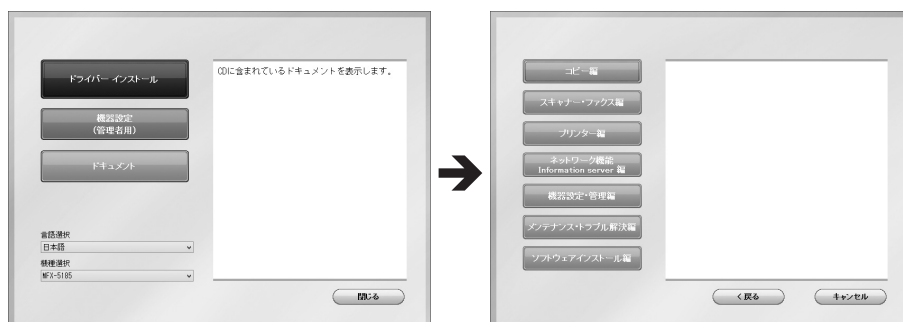 ドライバー インストール
CDに含まれているドキュメントを表示します。
機器設定
(管理者用)
ドキュメント
言語選択
日本語
機種選択
MFX-5185
閉じる
コピー編
スキャナー・ファクス編
プリンター編
ネットワーク機能
Information server 編
機器設定・管理編
メンテナンス・トラブル解決編
ソフトウェアインストール編
< 戻る
キャンセル